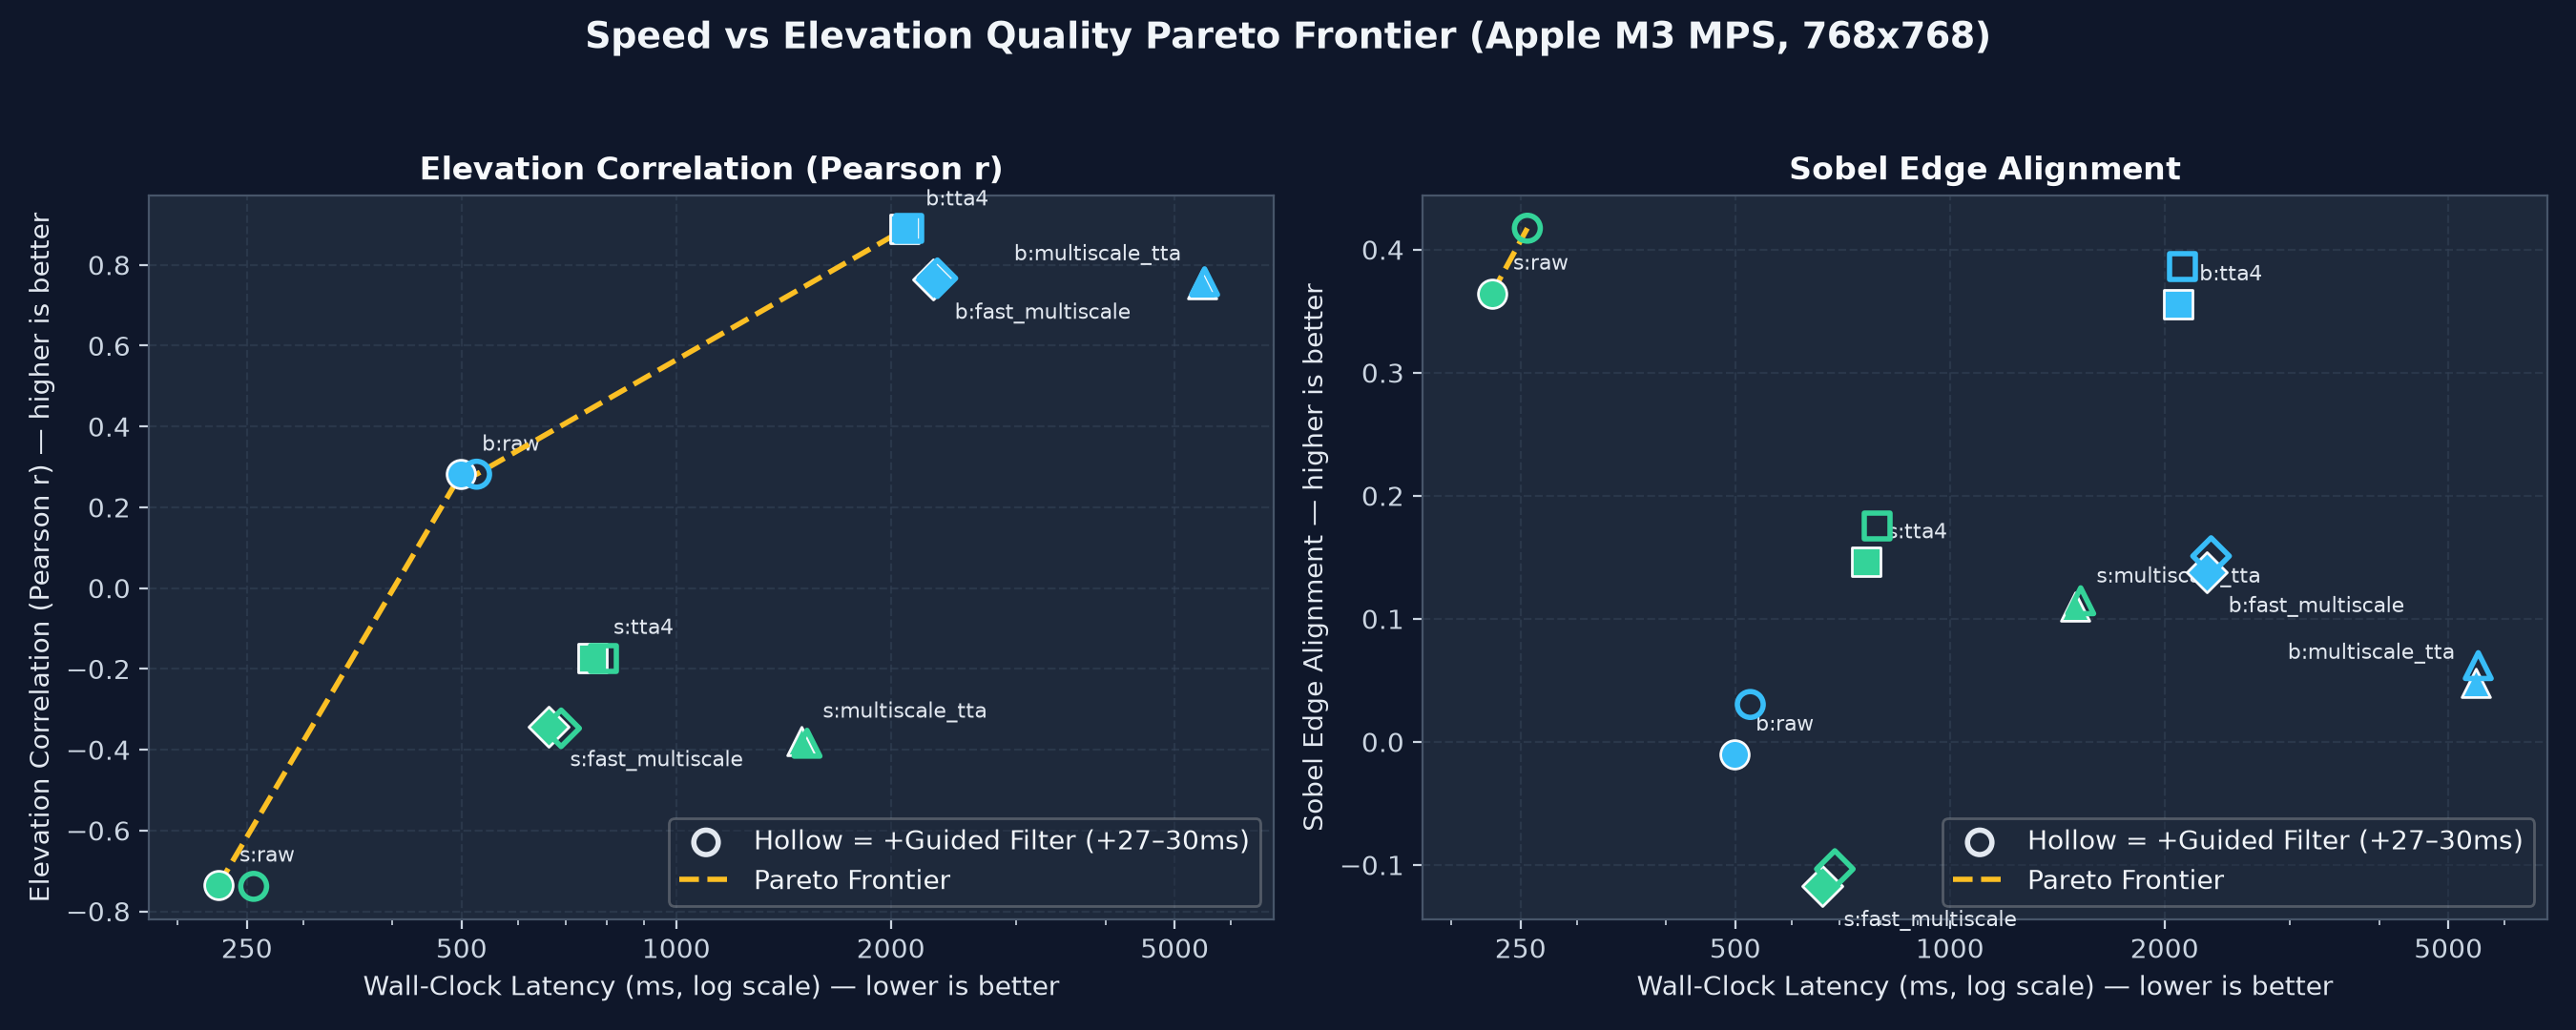 Speed vs Elevation Quality Pareto Frontier (Apple M3 MPS, 768x768)
Elevation Correlation (Pearson r)
Elevation Correlation (Pearson r) — higher is better
0.8
0.6
0.4
0.2
0.0
−0.2
−0.4
−0.6
−0.8
b:tta4
b:multiscale_tta
b:fast_multiscale
b:raw
s:tta4
s:multiscale_tta
s:fast_multiscale
s:raw
Hollow = +Guided Filter (+27–30ms)
Pareto Frontier
250 500 1000 2000 5000
Wall-Clock Latency (ms, log scale) — lower is better
Sobel Edge Alignment
Sobel Edge Alignment — higher is better
0.4
0.3
0.2
0.1
0.0
−0.1
s:raw
b:tta4
s:tta4
s:multiscale_tta
b:fast_multiscale
b:multiscale_tta
b:raw
s:fast_multiscale
Hollow = +Guided Filter (+27–30ms)
Pareto Frontier
250 500 1000 2000 5000
Wall-Clock Latency (ms, log scale) — lower is better